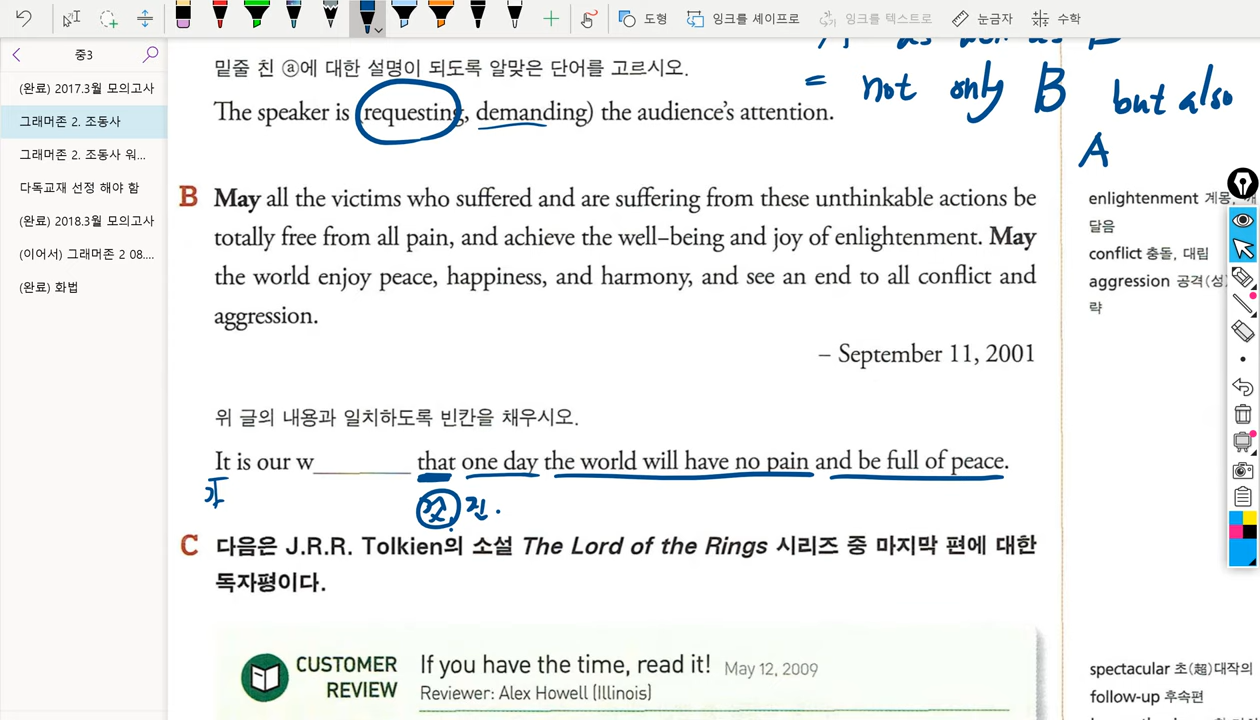 도형
잉크를 셰이프로
잉크를 텍스트로
눈금자
수학
중3
(완료) 2017.3월 모의고사
그래머존 2. 조동사
그래머존 2. 조동사 워...
다독교재 선정 해야 함
(완료) 2018.3월 모의고사
(이어서) 그래머존 2 08....
(완료) 화법
밑줄 친 ⓐ에 대한 설명이 되도록 알맞은 단어를 고르시오.
The speaker is (requesting, demanding) the audience's attention.
= not only B but also
A
B May all the victims who suffered and are suffering from these unthinkable actions be
totally free from all pain, and achieve the well-being and joy of enlightenment. May
the world enjoy peace, happiness, and harmony, and see an end to all conflict and
aggression.
– September 11, 2001
enlightenment 계몽,
달음
conflict 충돌, 대립
aggression 공격(성)
략
위 글의 내용과 일치하도록 빈칸을 채우시오.
It is our w________ that one day the world will have no pain and be full of peace.
가
진.
C 다음은 J.R.R. Tolkien의 소설 The Lord of the Rings 시리즈 중 마지막 편에 대한
독자평이다.
CUSTOMER
REVIEW
If you have the time, read it! May 12, 2009
Reviewer: Alex Howell (Illinois)
spectacular 초(超)대작의
follow-up 후속편